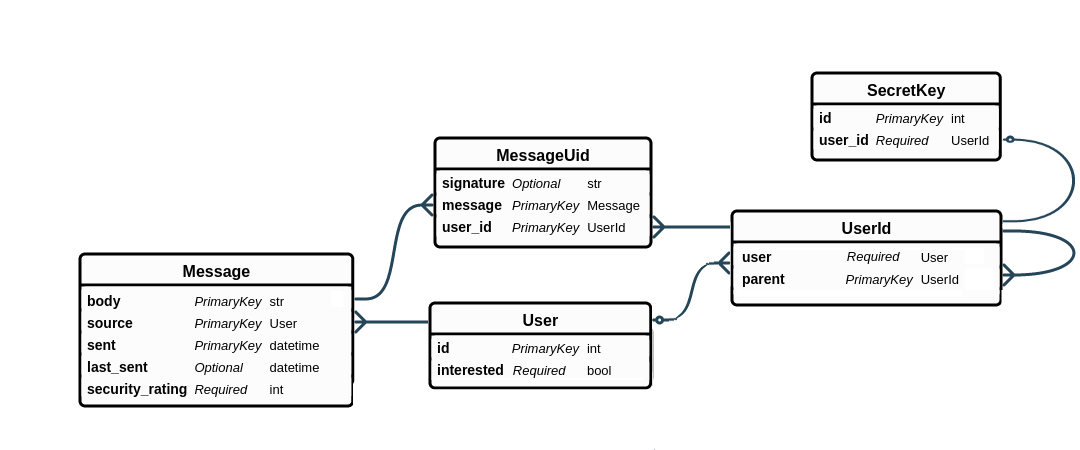 SecretKey
id PrimaryKey int
user_id Required UserId
MessageUid
signature Optional str
message PrimaryKey Message
user_id PrimaryKey UserId
UserId
user Required User
parent PrimaryKey UserId
Message
body PrimaryKey str
source PrimaryKey User
sent PrimaryKey datetime
last_sent Optional datetime
security_rating Required int
User
id PrimaryKey int
interested Required bool